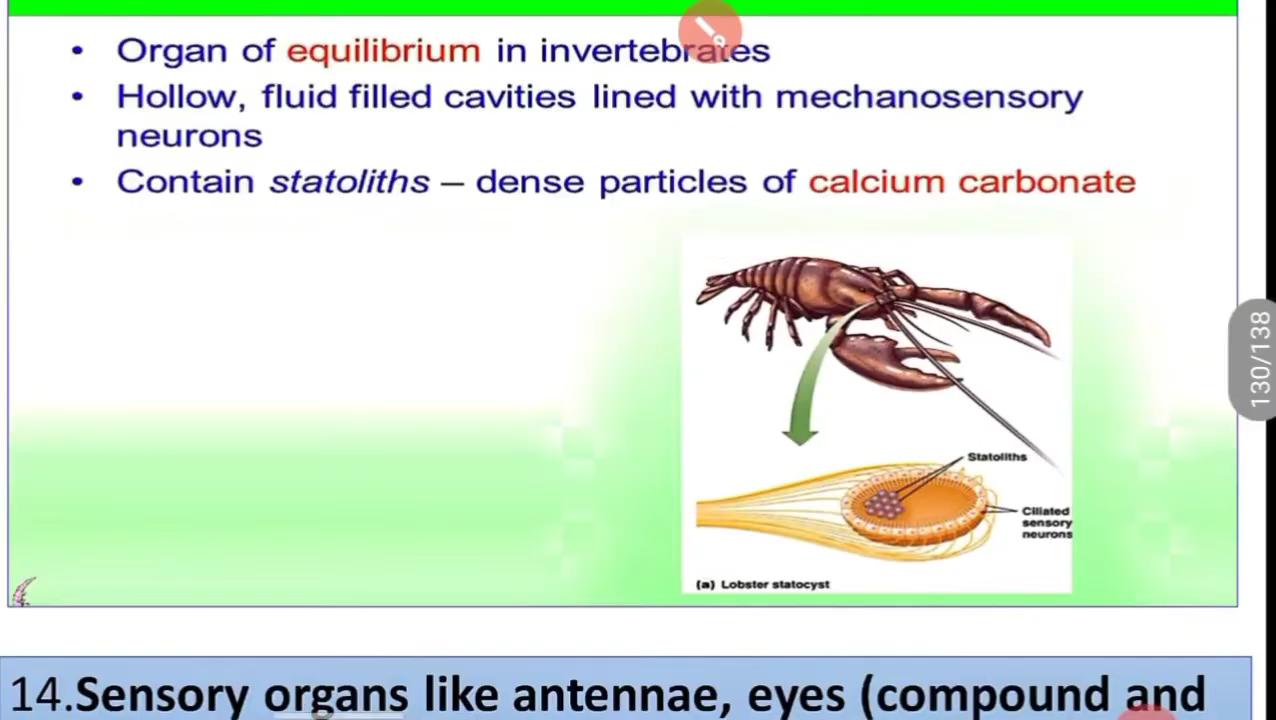 • Organ of equilibrium in invertebrates
• Hollow, fluid filled cavities lined with mechanosensory
neurons
• Contain statoliths – dense particles of calcium carbonate
Statoliths
Ciliated
sensory
neurons
(a) Lobster statocyst
130/138
14.Sensory organs like antennae, eyes (compound and